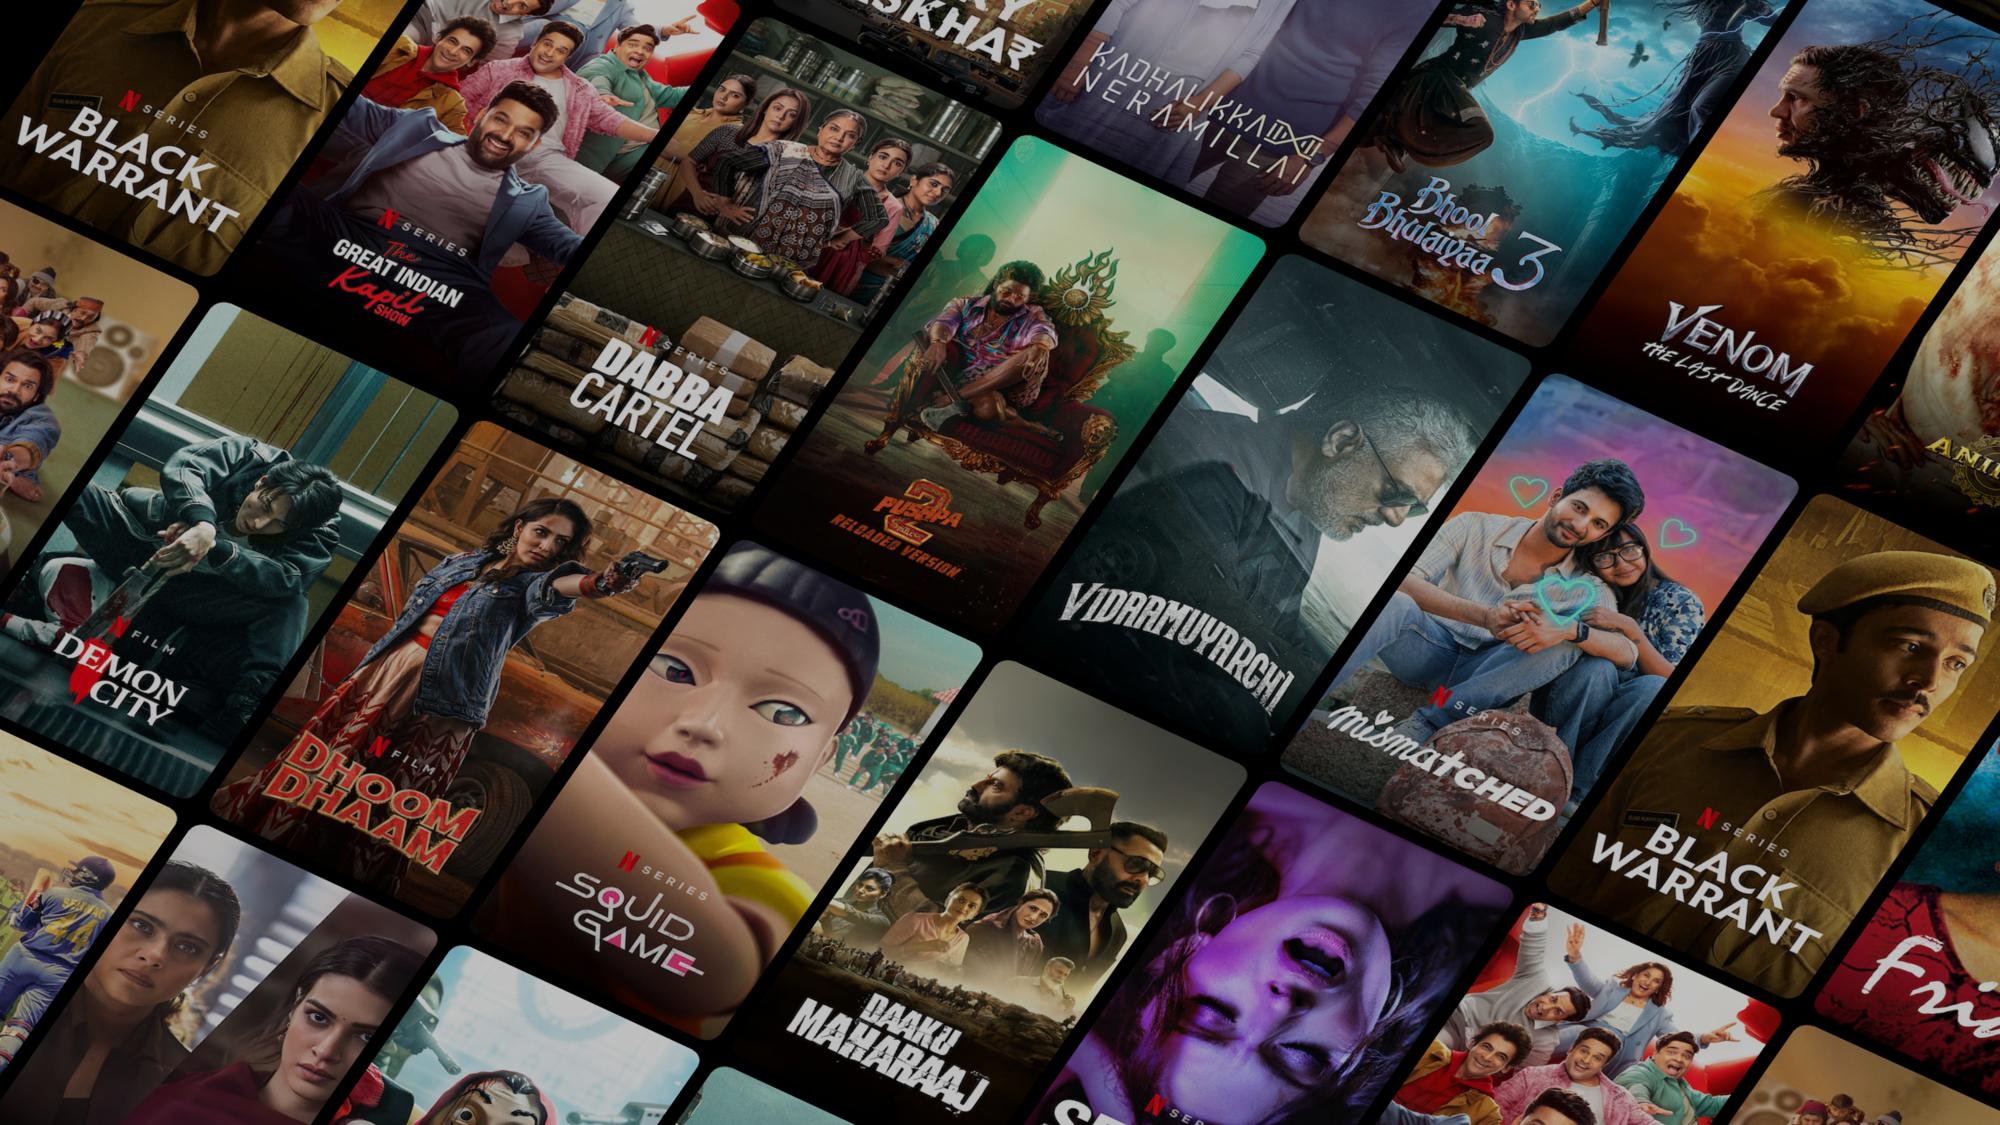 SERIES
BLACK
WARRANT
SERIES
The
GREAT INDIAN
Kapil
SHOW
SERIES
DABBA
CARTEL
KADHALIKKA
NERAMILLAI
Bhool
Bhulaiyaa 3
VENOM
THE LAST DANCE
2
PUSHPA
RELOADED VERSION
VIDAAMUYARCHI
N SERIES
mismatched
N SERIES
BLACK
WARRANT
N FILM
DEMON
CITY
N FILM
DHOOM
DHAAM
N SERIES
SQUID
GAME
DAAKU
MAHARAAJ
SEHWAG
44